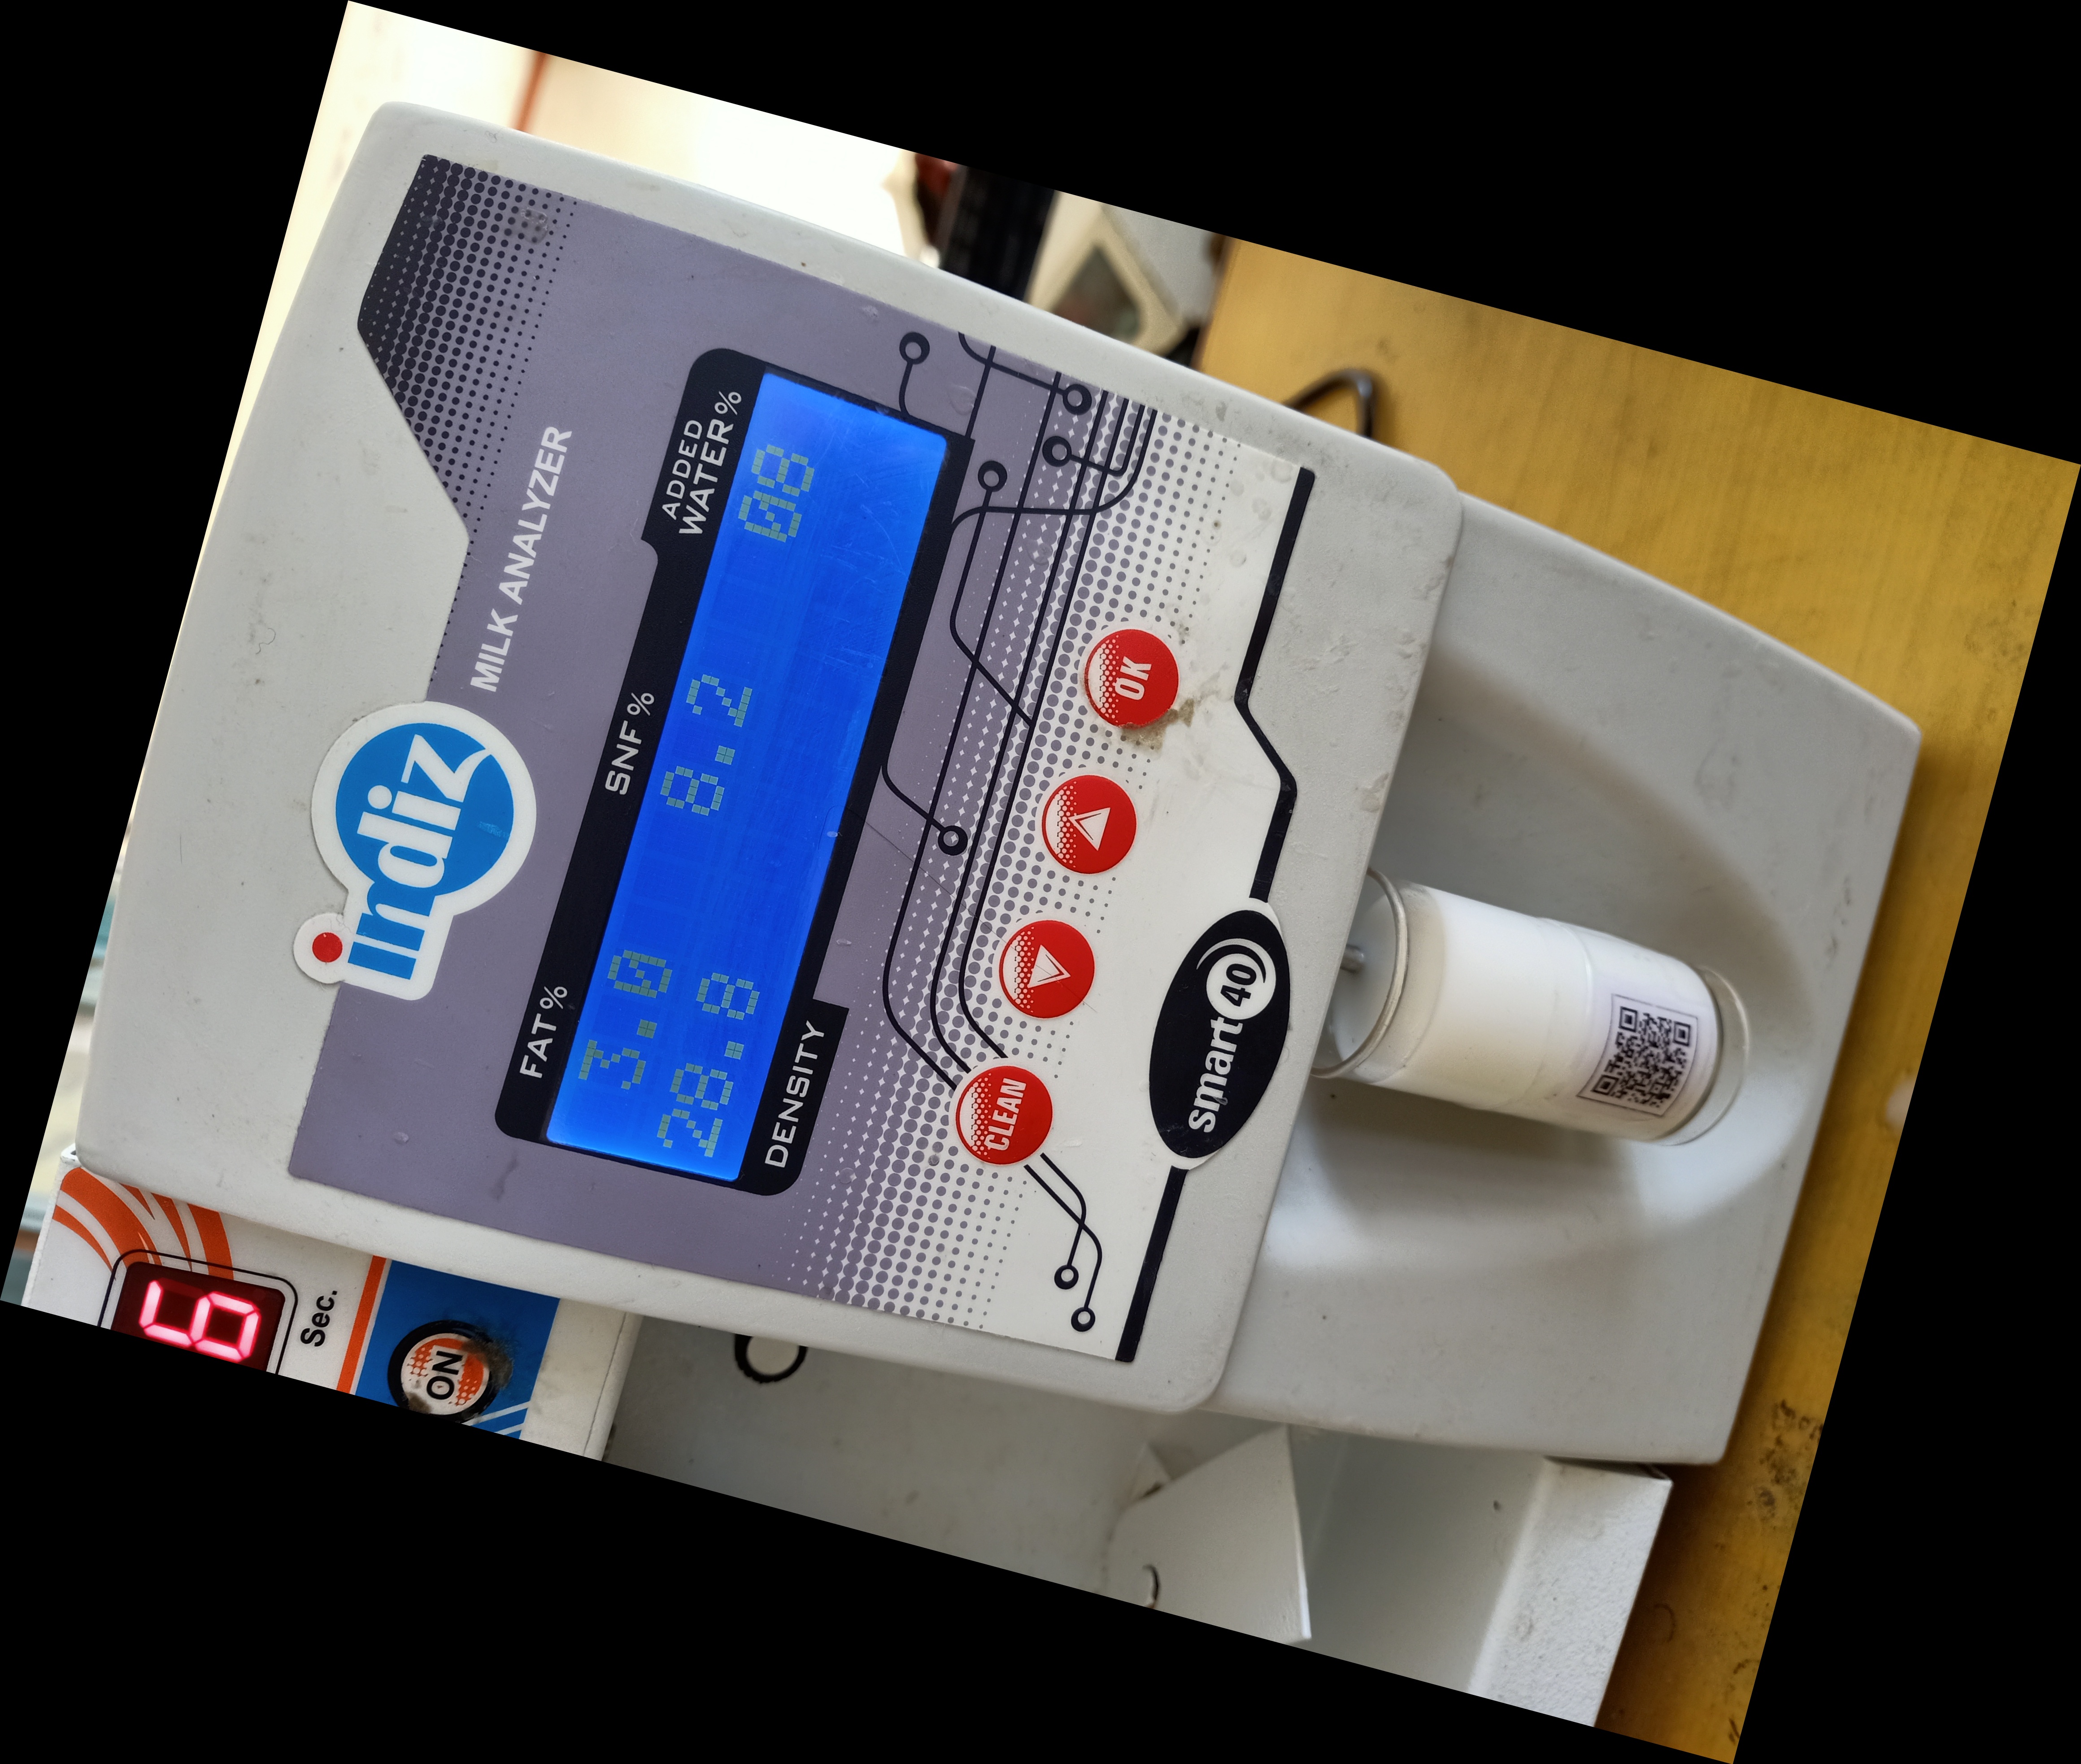 indiz
MILK ANALYZER
FAT% SNF% ADDED WATER%
3.0 8.2 08
28.8
DENSITY
CLEAN OK
smart 40
6
Sec.
ON